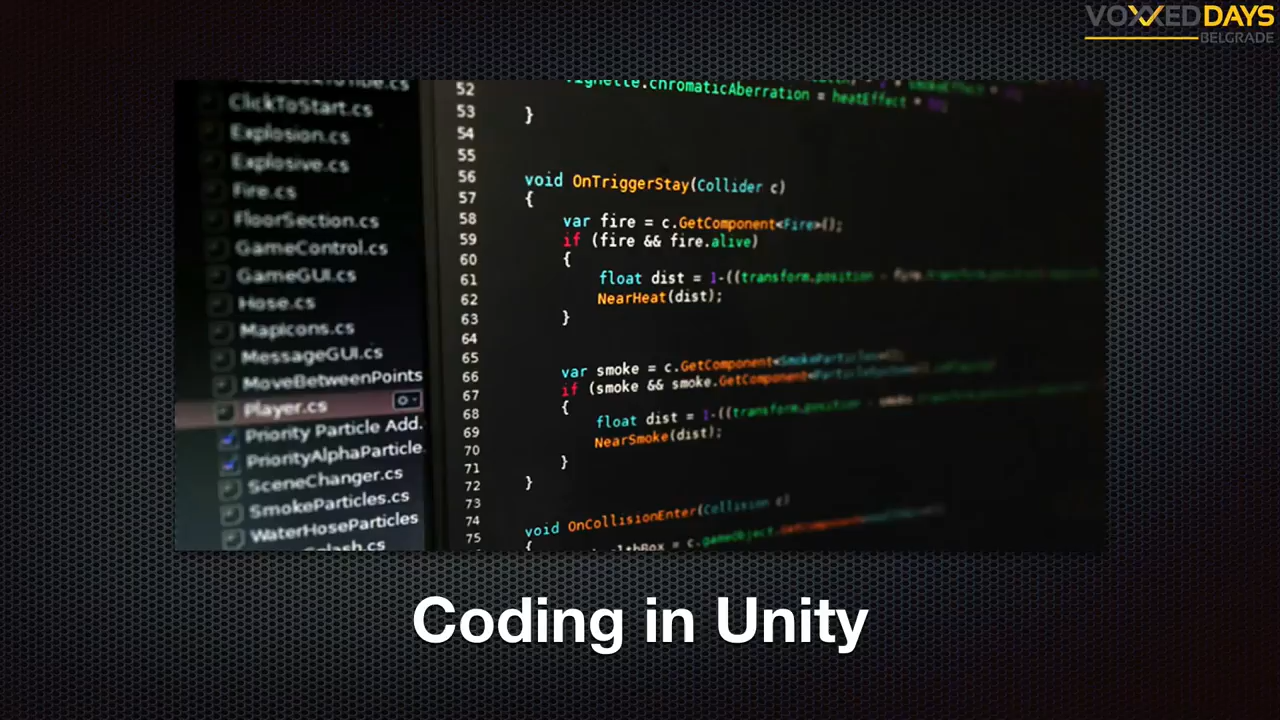 VOXXED DAYS
BELGRADE
ClickToStart.cs
Explosion.cs
Explosive.cs
Fire.cs
FloorSection.cs
GameControl.cs
GameGUI.cs
Hose.cs
MapIcons.cs
MessageGUI.cs
MoveBetweenPoints
Player.cs
Priority Particle Add.
PriorityAlphaParticle
SceneChanger.cs
SmokeParticles.cs
WaterHoseParticles
52 vignette.chromaticAberration = heatEffect *
53 }
54
55
56 void OnTriggerStay(Collider c)
57 {
58 var fire = c.GetComponent<Fire>();
59 if (fire && fire.alive)
60 {
61 float dist = 1-((transform.position -
62 NearHeat(dist);
63 }
64
65
66 var smoke = c.GetComponent<SmokeParticles>();
67 if (smoke && smoke.GetComponent<
68 {
69 float dist = 1-((transform.position -
70 NearSmoke(dist);
71 }
72 }
73
74 void OnCollisionEnter(Collision c)
75 {
= c.gameObject.
Coding in Unity